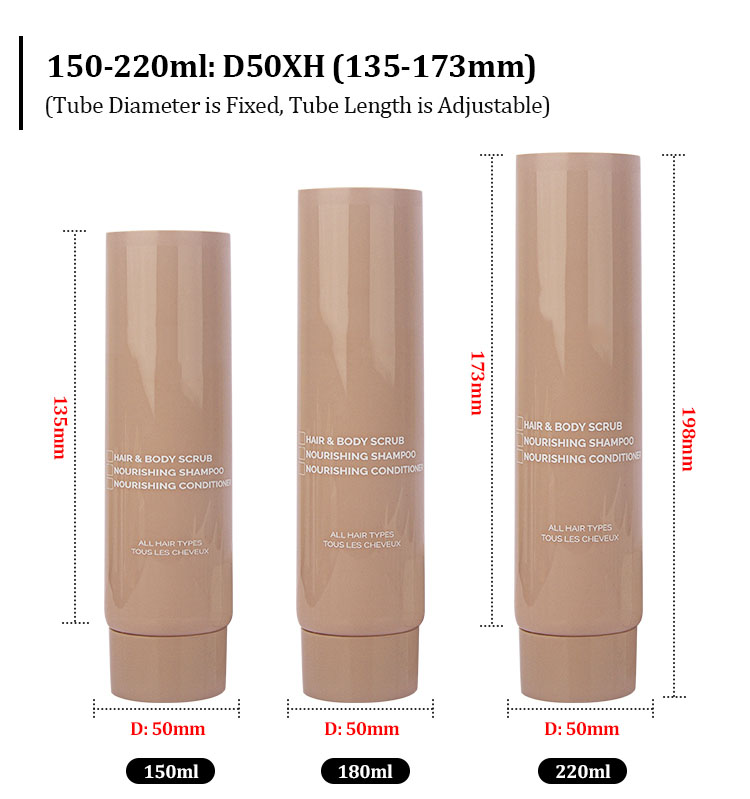 150-220ml: D50XH (135-173mm)
(Tube Diameter is Fixed, Tube Length is Adjustable)
135mm
HAIR & BODY SCRUB
NOURISHING SHAMPOO
NOURISHING CONDITIONER
ALL HAIR TYPES
TOUS LES CHEVEUX
D: 50mm
150ml
HAIR & BODY SCRUB
NOURISHING SHAMPOO
NOURISHING CONDITIONER
ALL HAIR TYPES
TOUS LES CHEVEUX
D: 50mm
180ml
173mm
HAIR & BODY SCRUB
NOURISHING SHAMPOO
NOURISHING CONDITIONER
ALL HAIR TYPES
TOUS LES CHEVEUX
198mm
D: 50mm
220ml